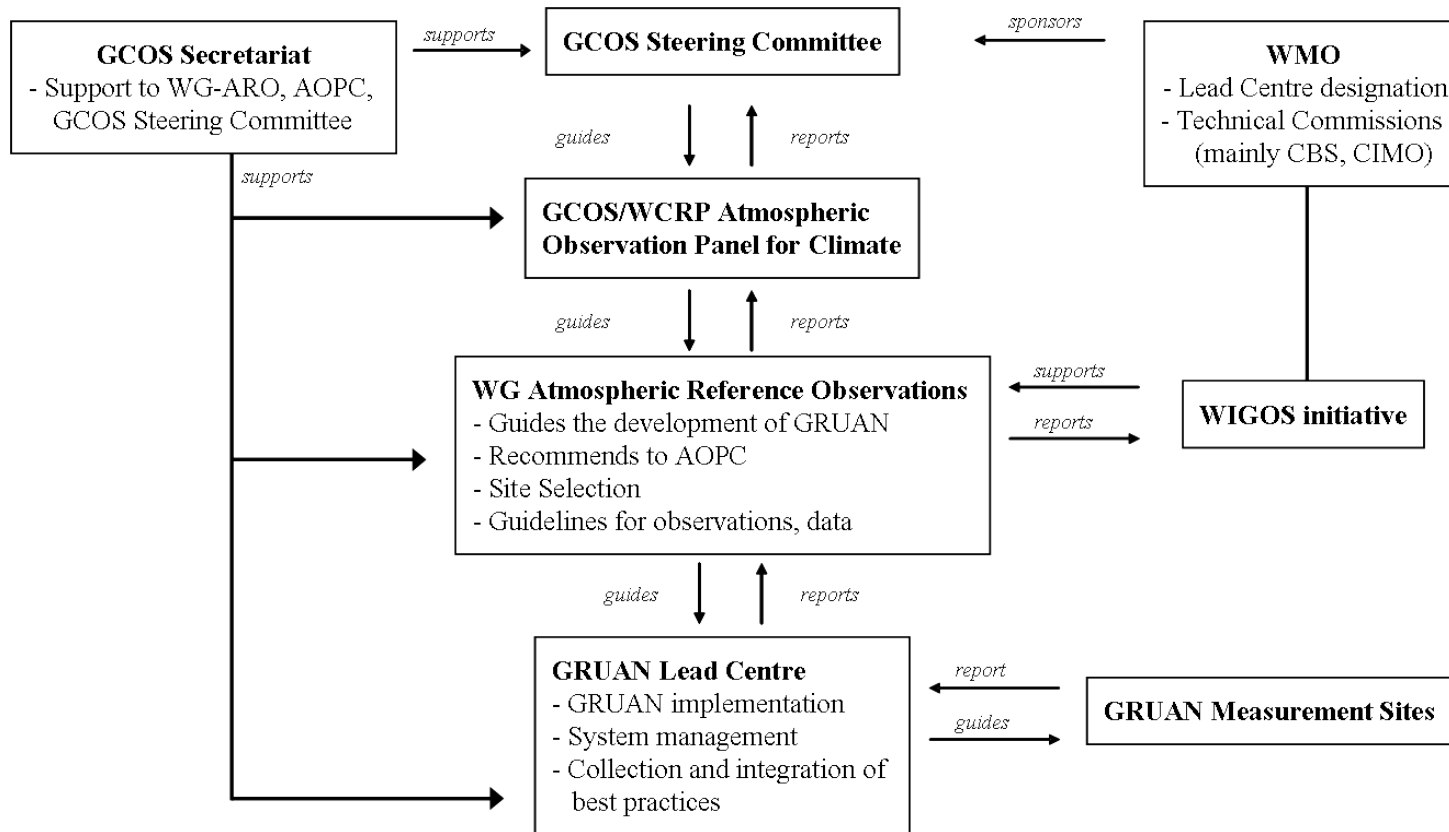 GCOS Secretariat
- Support to WG-ARO, AOPC,
GCOS Steering Committee
supports
GCOS Steering Committee
sponsors
WMO
- Lead Centre designation
- Technical Commissions
(mainly CBS, CIMO)
guides
reports
supports
GCOS/WCRP Atmospheric
Observation Panel for Climate
guides
reports
WG Atmospheric Reference Observations
- Guides the development of GRUAN
- Recommends to AOPC
- Site Selection
- Guidelines for observations, data
supports
reports
WIGOS initiative
guides
reports
GRUAN Lead Centre
- GRUAN implementation
- System management
- Collection and integration of
best practices
report
guides
GRUAN Measurement Sites